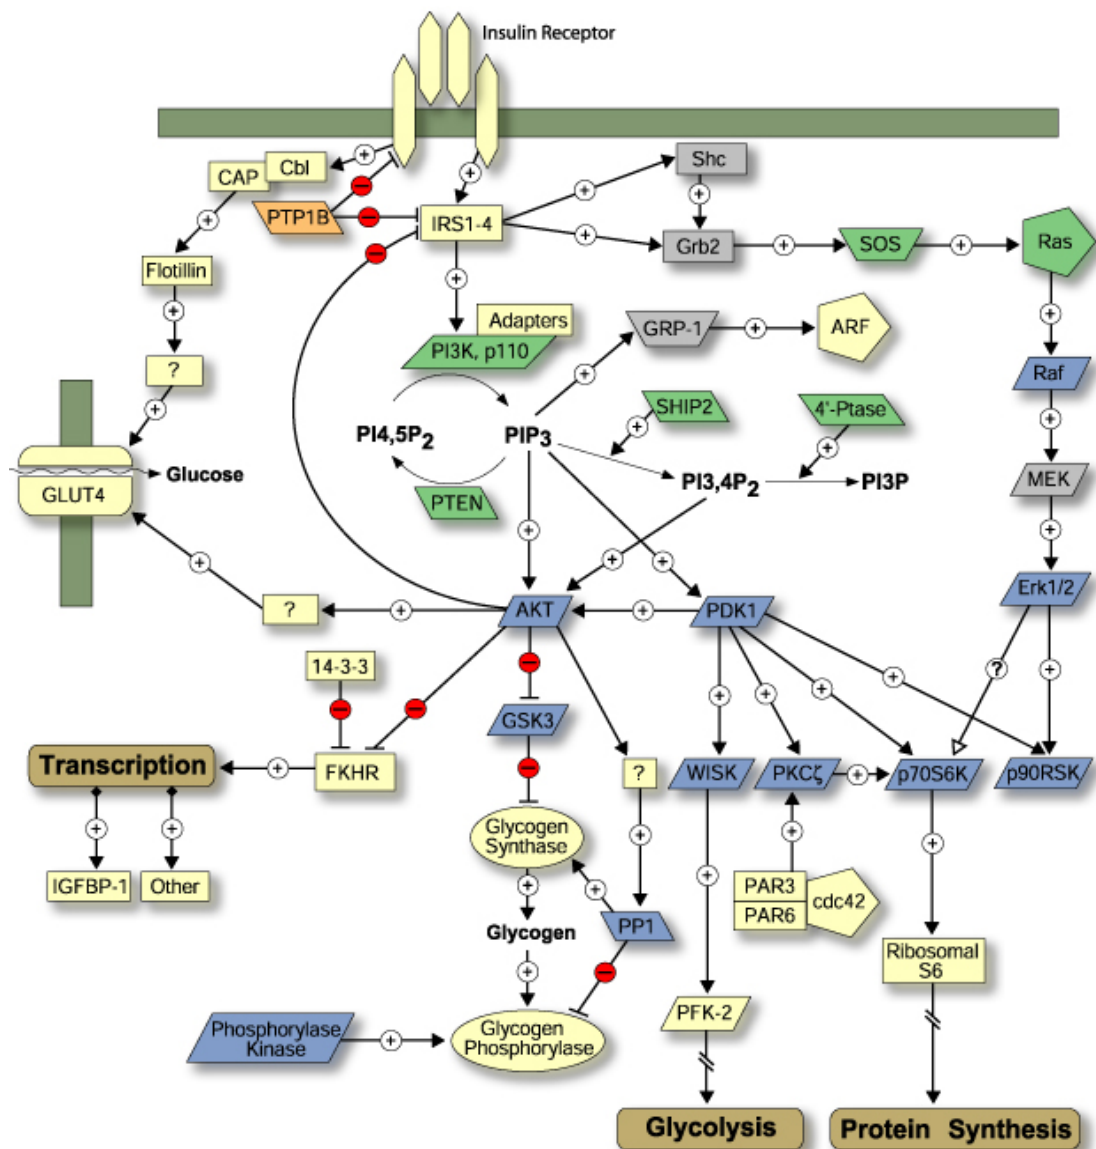 Insulin Receptor
Cbl
CAP
Shc
PTP1B
IRS1-4
Grb2
SOS
Ras
Flotillin
Adapters
PI3K, p110
GRP-1
ARF
?
Raf
SHIP2
4'-Ptase
PI4,5P2
PIP3
Glucose
GLUT4
PTEN
PI3,4P2
PI3P
MEK
?
AKT
PDK1
Erk1/2
14-3-3
?
GSK3
Transcription
FKHR
?
WISK
PKCζ
p70S6K
p90RSK
Glycogen
Synthase
IGFBP-1
Other
PAR3
PAR6
cdc42
Glycogen
PP1
Ribosomal
S6
PFK-2
Phosphorylase
Kinase
Glycogen
Phosphorylase
Glycolysis
Protein Synthesis